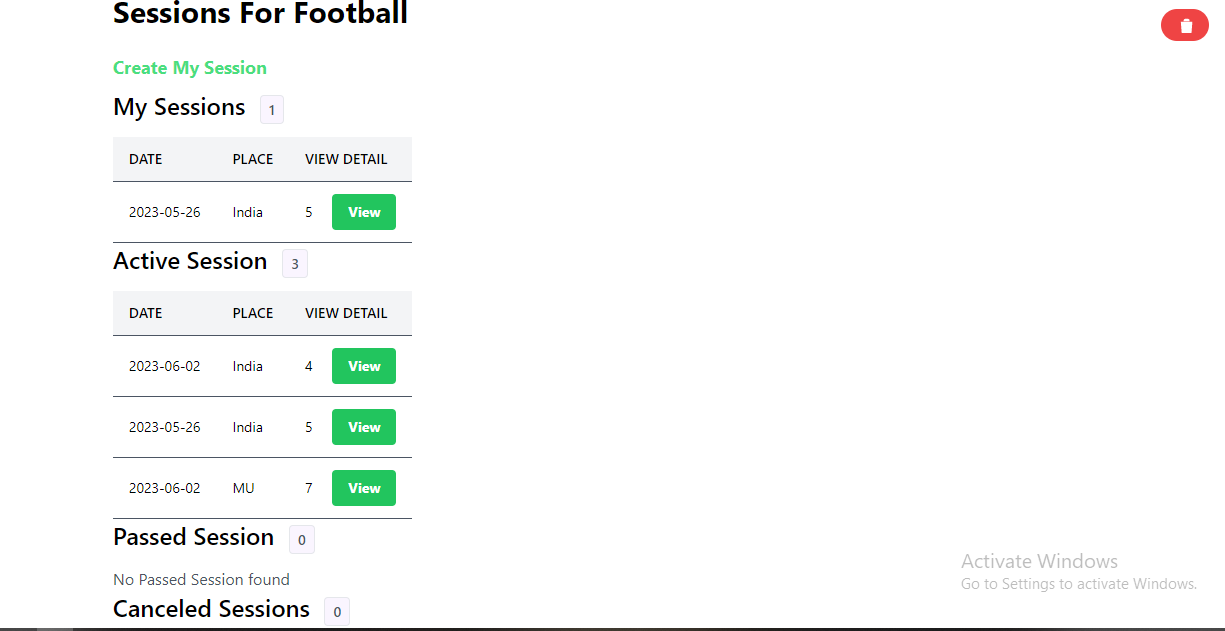 Sessions For Football
Create My Session
My Sessions 1
DATE PLACE VIEW DETAIL
2023-05-26 India 5 View
Active Session 3
DATE PLACE VIEW DETAIL
2023-06-02 India 4 View
2023-05-26 India 5 View
2023-06-02 MU 7 View
Passed Session 0
No Passed Session found
Canceled Sessions 0
Activate Windows
Go to Settings to activate Windows.